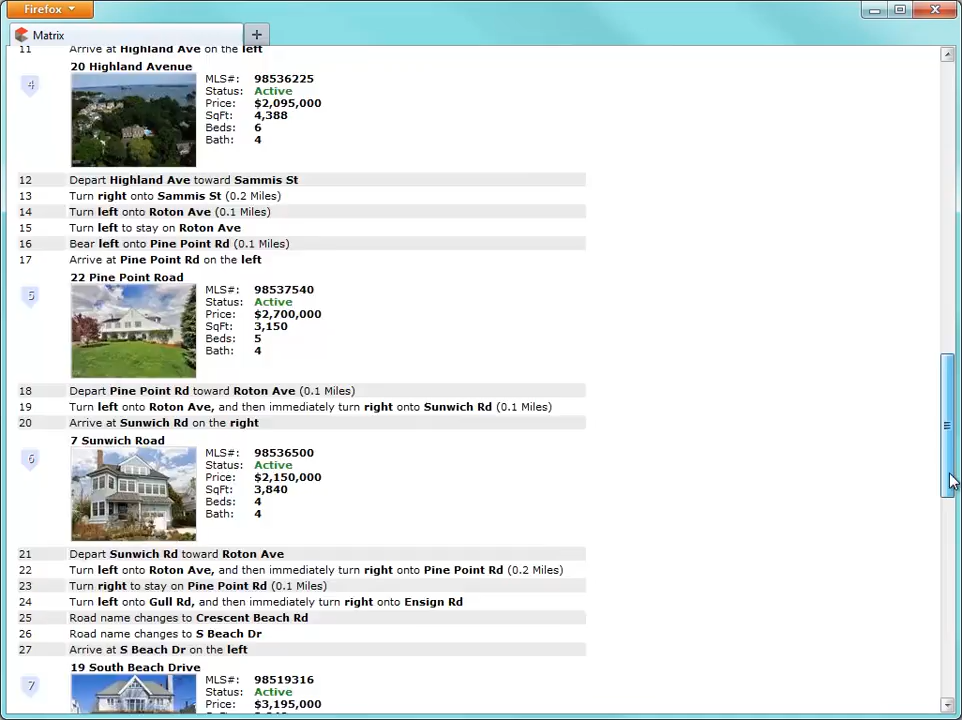 Firefox
Matrix
11 Arrive at Highland Ave on the left
4
20 Highland Avenue
MLS#: 98536225
Status: Active
Price: $2,095,000
SqFt: 4,388
Beds: 6
Bath: 4
12 Depart Highland Ave toward Sammis St
13 Turn right onto Sammis St (0.2 Miles)
14 Turn left onto Roton Ave (0.1 Miles)
15 Turn left to stay on Roton Ave
16 Bear left onto Pine Point Rd (0.1 Miles)
17 Arrive at Pine Point Rd on the left
5
22 Pine Point Road
MLS#: 98537540
Status: Active
Price: $2,700,000
SqFt: 3,150
Beds: 5
Bath: 4
18 Depart Pine Point Rd toward Roton Ave (0.1 Miles)
19 Turn left onto Roton Ave, and then immediately turn right onto Sunwich Rd (0.1 Miles)
20 Arrive at Sunwich Rd on the right
6
7 Sunwich Road
MLS#: 98536500
Status: Active
Price: $2,150,000
SqFt: 3,840
Beds: 4
Bath: 4
21 Depart Sunwich Rd toward Roton Ave
22 Turn left onto Roton Ave, and then immediately turn right onto Pine Point Rd (0.2 Miles)
23 Turn right to stay on Pine Point Rd (0.1 Miles)
24 Turn left onto Gull Rd, and then immediately turn right onto Ensign Rd
25 Road name changes to Crescent Beach Rd
26 Road name changes to S Beach Dr
27 Arrive at S Beach Dr on the left
7
19 South Beach Drive
MLS#: 98519316
Status: Active
Price: $3,195,000